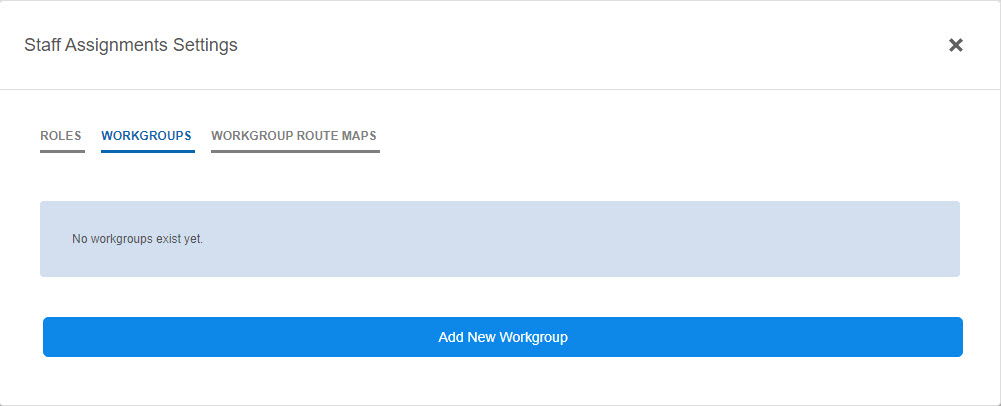 Staff Assignments Settings
ROLES WORKGROUPS WORKGROUP ROUTE MAPS
No workgroups exist yet.
Add New Workgroup